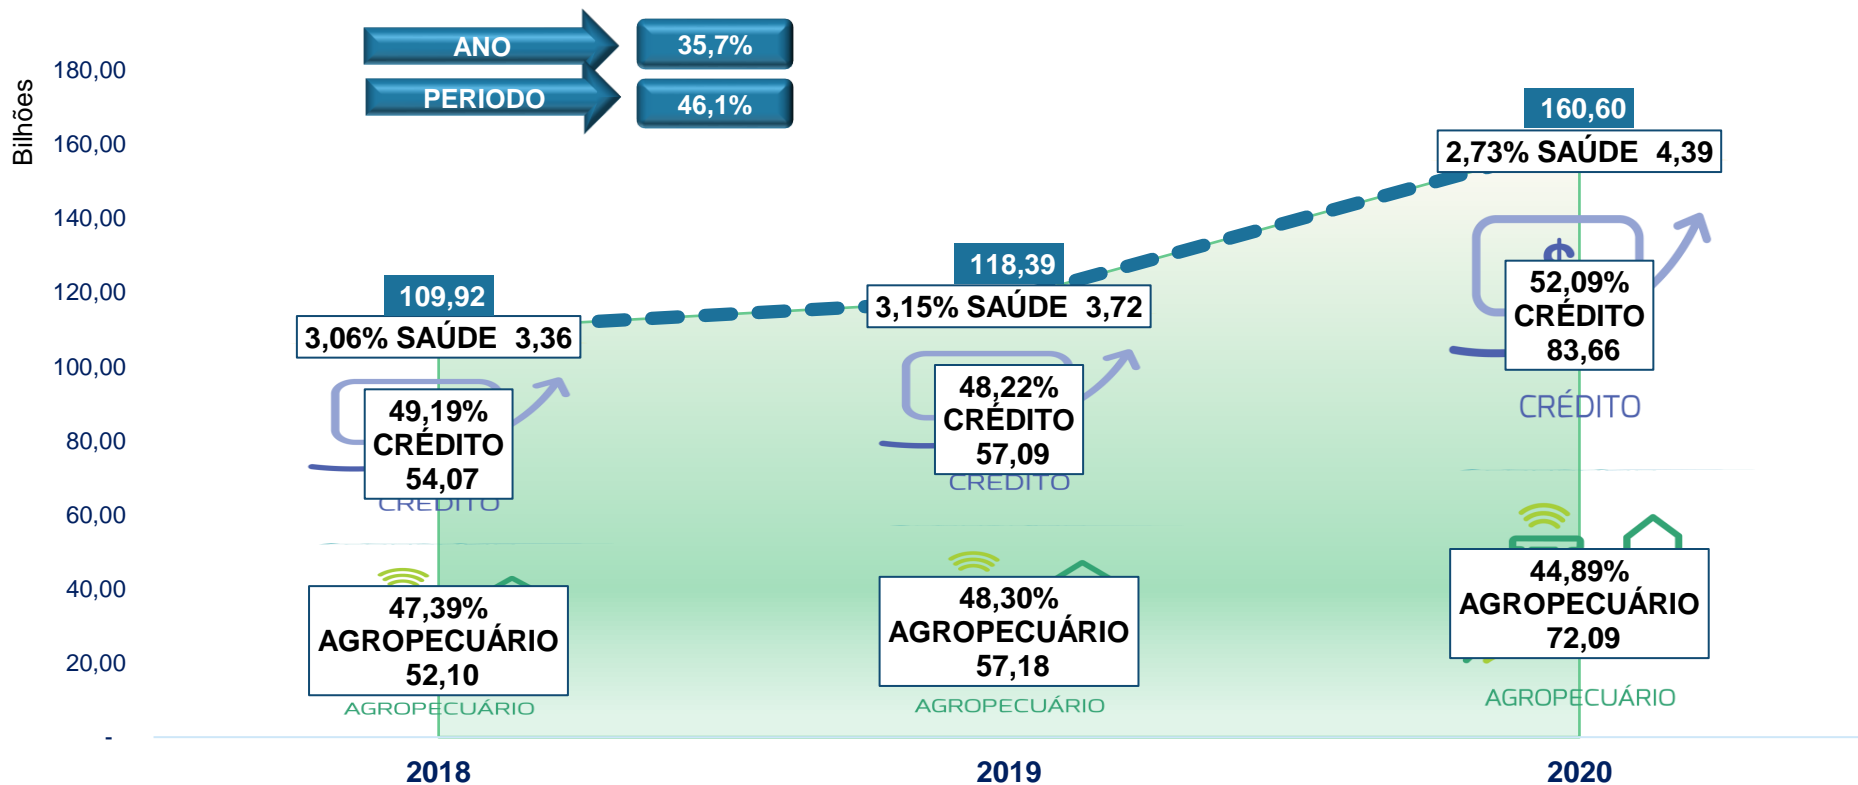 ANO
35,7%
PERIODO
46,1%
Bilhões
180,00
160,00
140,00
120,00
100,00
80,00
60,00
40,00
20,00
-
109,92
3,06% SAÚDE 3,36
49,19%
CRÉDITO
54,07
CRÉDITO
47,39%
AGROPECUÁRIO
52,10
AGROPECUÁRIO
118,39
3,15% SAÚDE 3,72
48,22%
CRÉDITO
57,09
CRÉDITO
48,30%
AGROPECUÁRIO
57,18
AGROPECUÁRIO
160,60
2,73% SAÚDE 4,39
$
52,09%
CRÉDITO
83,66
CRÉDITO
44,89%
AGROPECUÁRIO
72,09
AGROPECUÁRIO
2018
2019
2020